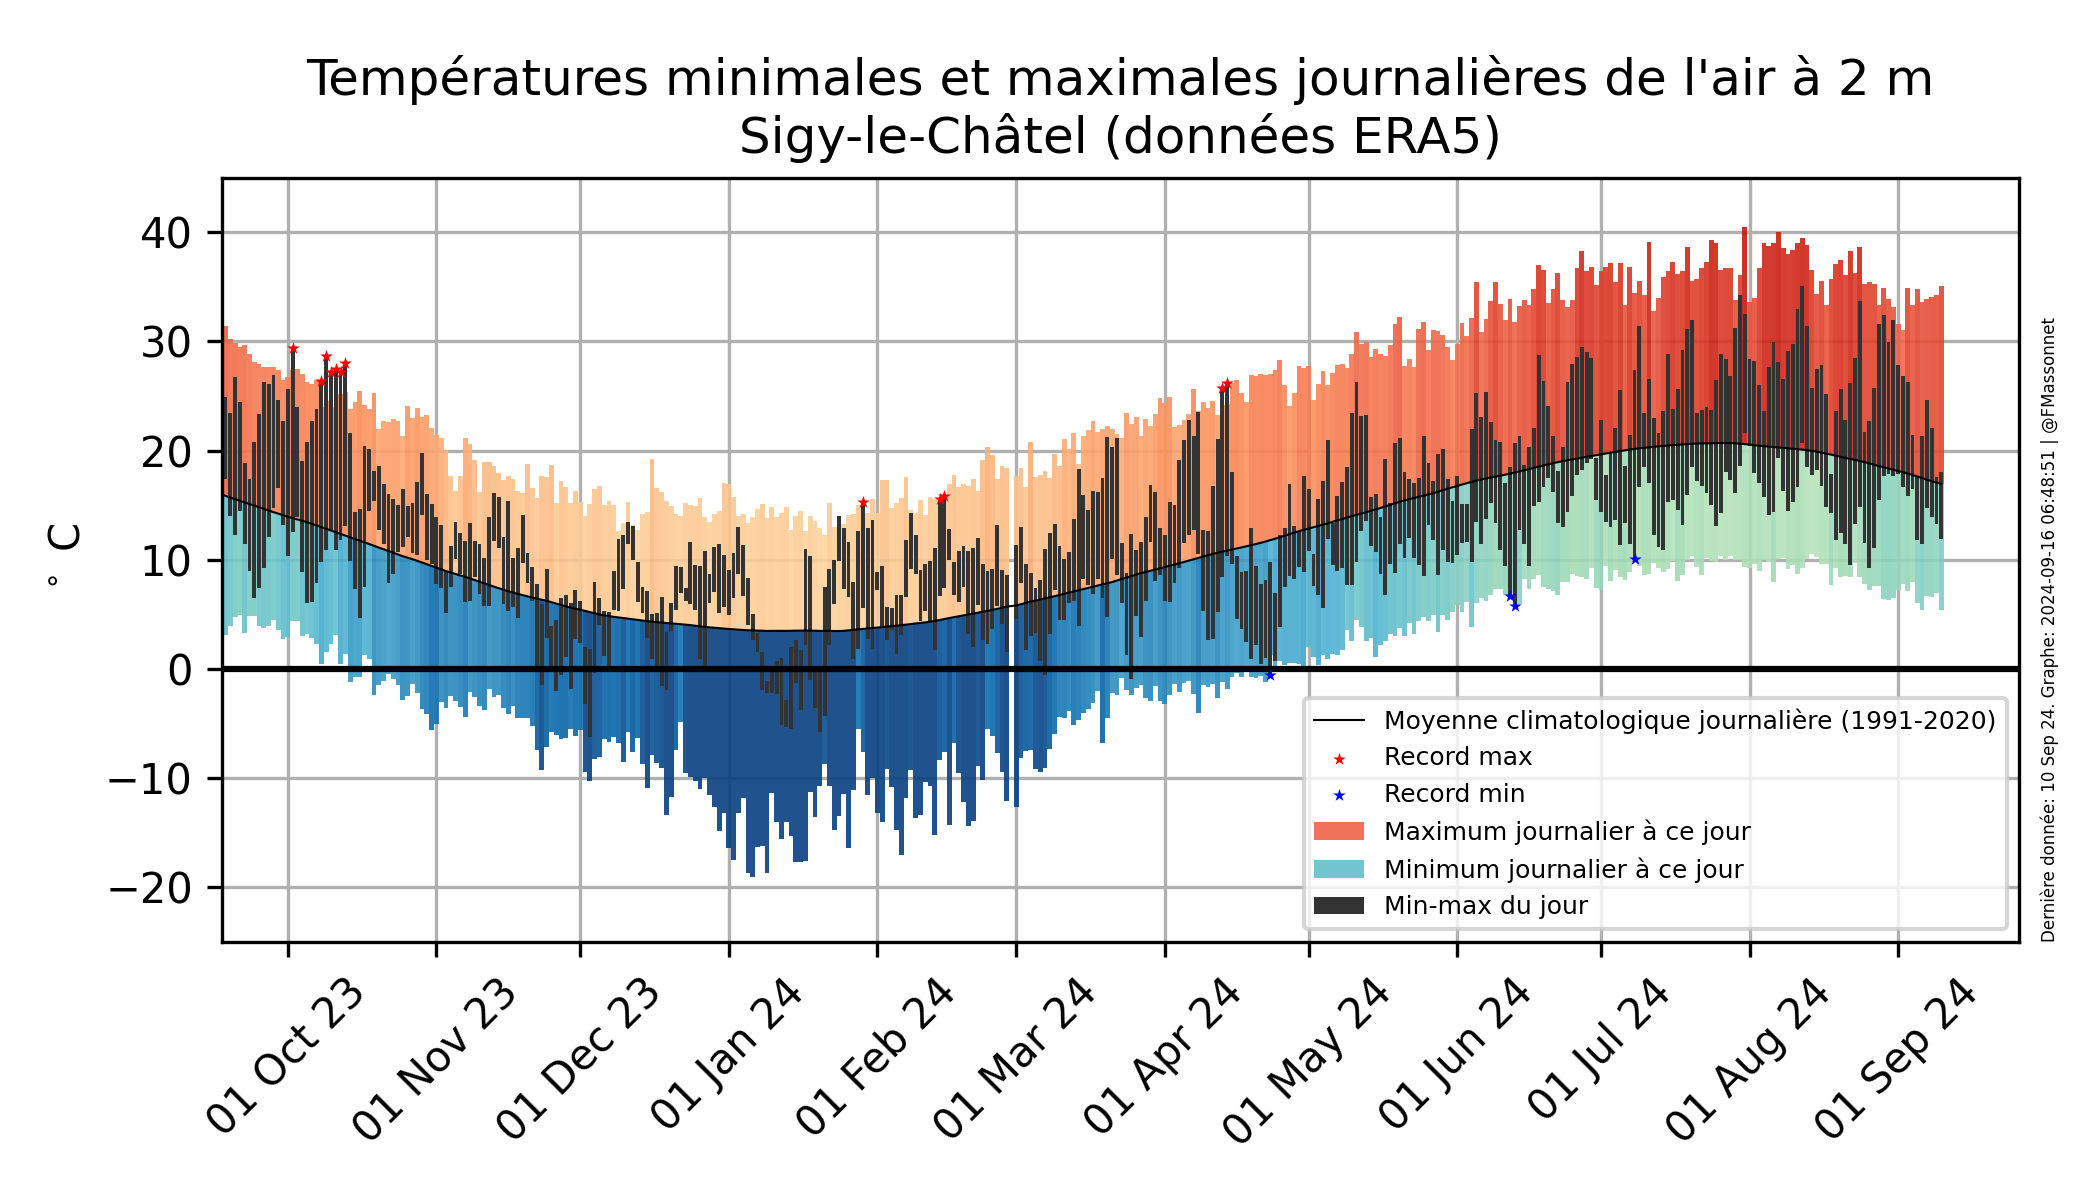 Températures minimales et maximales journalières de l'air à 2 m
Sigy-le-Châtel (données ERA5)
° C
40
30
20
10
0
−10
−20
01 Oct 23
01 Nov 23
01 Dec 23
01 Jan 24
01 Feb 24
01 Mar 24
01 Apr 24
01 May 24
01 Jun 24
01 Jul 24
01 Aug 24
01 Sep 24
Moyenne climatologique journalière (1991-2020)
Record max
Record min
Maximum journalier à ce jour
Minimum journalier à ce jour
Min-max du jour
Dernière donnée: 10 Sep 24. Graphe: 2024-09-16 06:48:51 | @FMassonnet